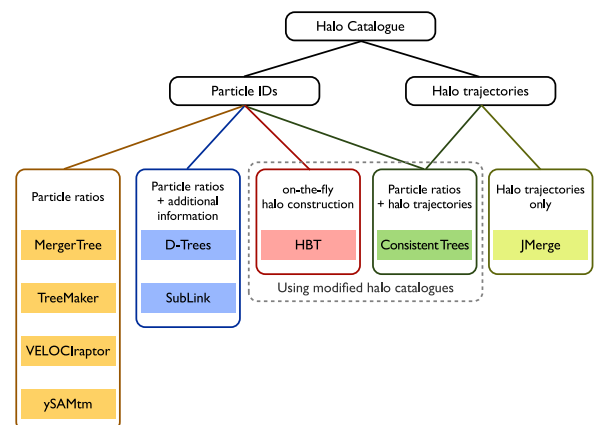 Halo Catalogue
Particle IDs
Halo trajectories
Particle ratios
MergerTree
TreeMaker
VELOCIraptor
ySAMtm
Particle ratios
+ additional
information
D-Trees
SubLink
on-the-fly
halo construction
HBT
Particle ratios
+ halo trajectories
ConsistentTrees
Using modified halo catalogues
Halo trajectories
only
JMerge